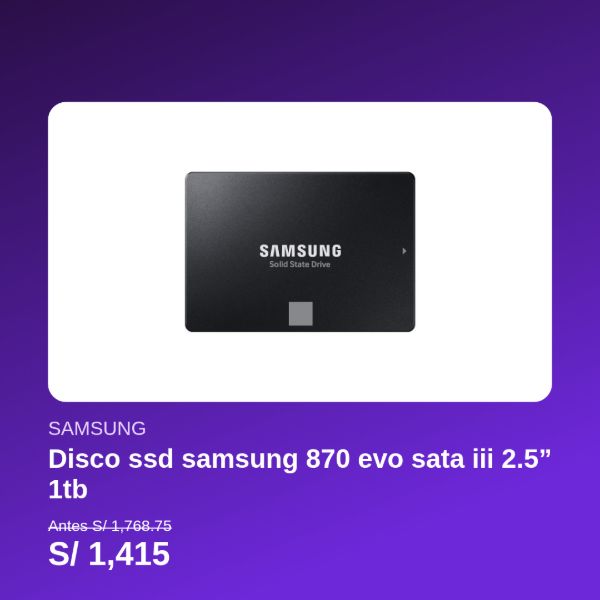 SAMSUNG
Solid State Drive
SAMSUNG
Disco ssd samsung 870 evo sata iii 2.5”
1tb
Antes S/ 1,768.75
S/ 1,415